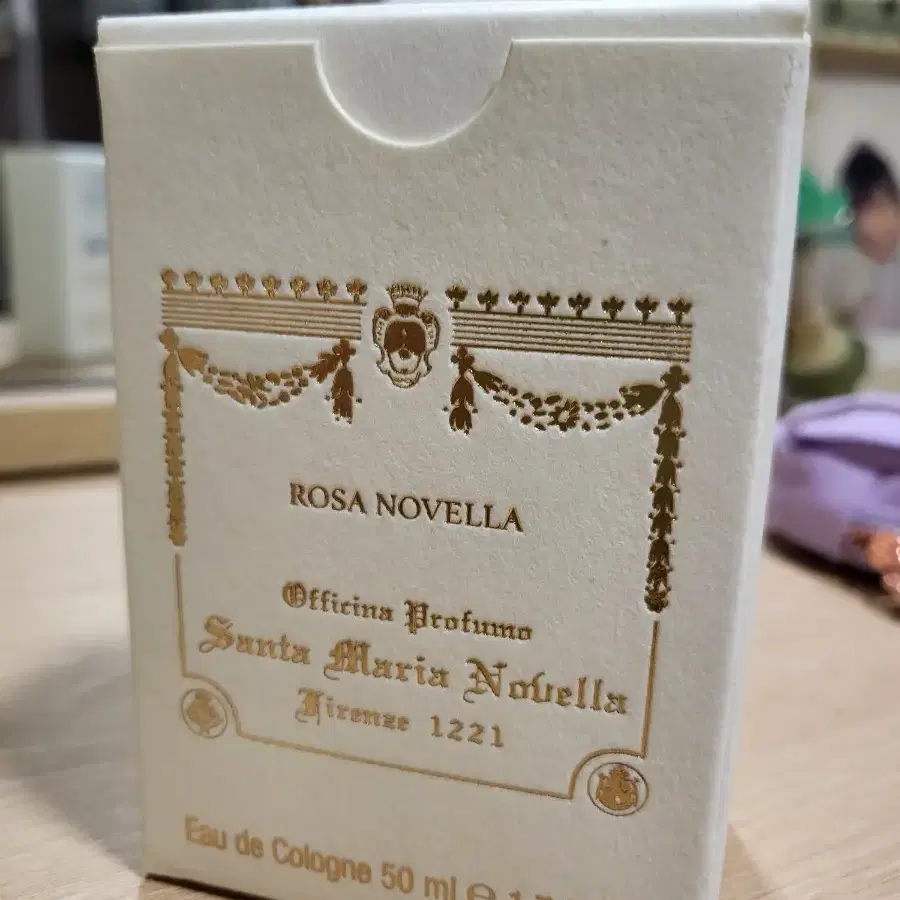 ROSA NOVELLA
Officina Profumo
Santa Maria Novella
Firenze 1221
Eau de Cologne 50 ml ℮